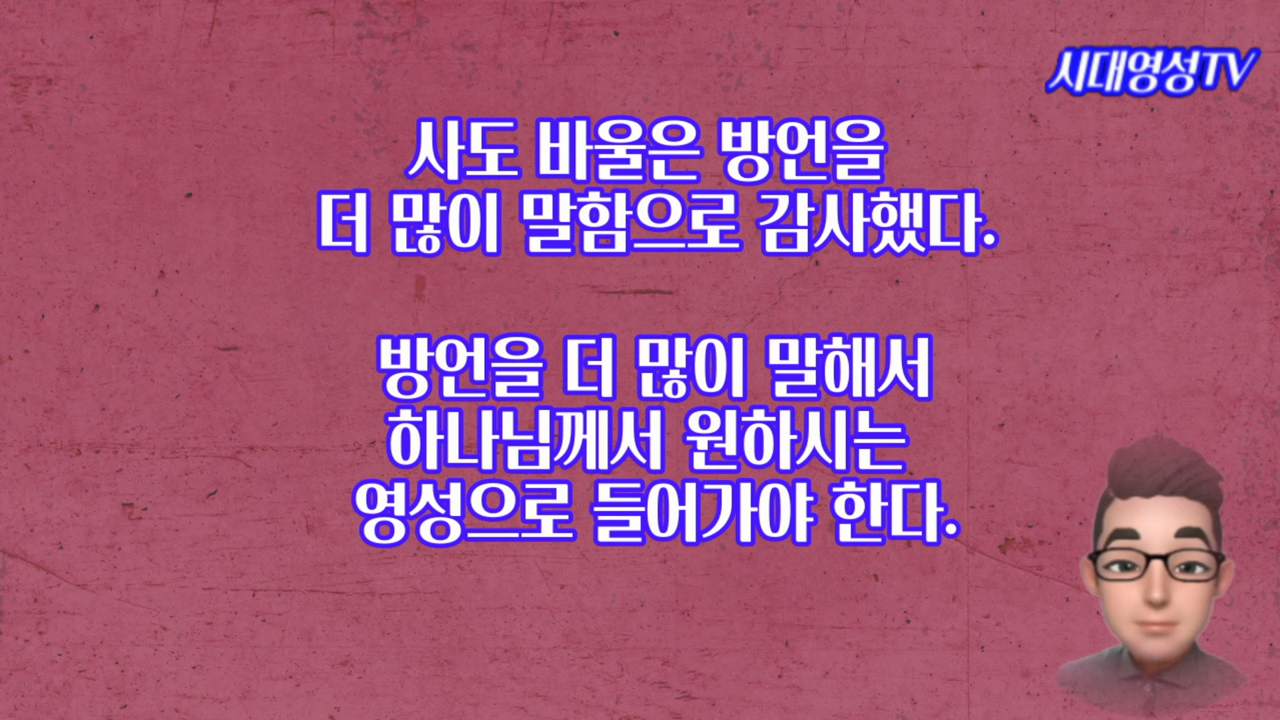 시대영성TV
사도 바울은 방언을
더 많이 말함으로 감사했다.
방언을 더 많이 말해서
하나님께서 원하시는
영성으로 들어가야 한다.